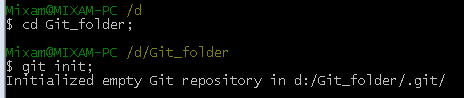 Mixam@MIXAM-PC /d
$ cd Git_folder;
Mixam@MIXAM-PC /d/Git_folder
$ git init;
Initialized empty Git repository in d:/Git_folder/.git/